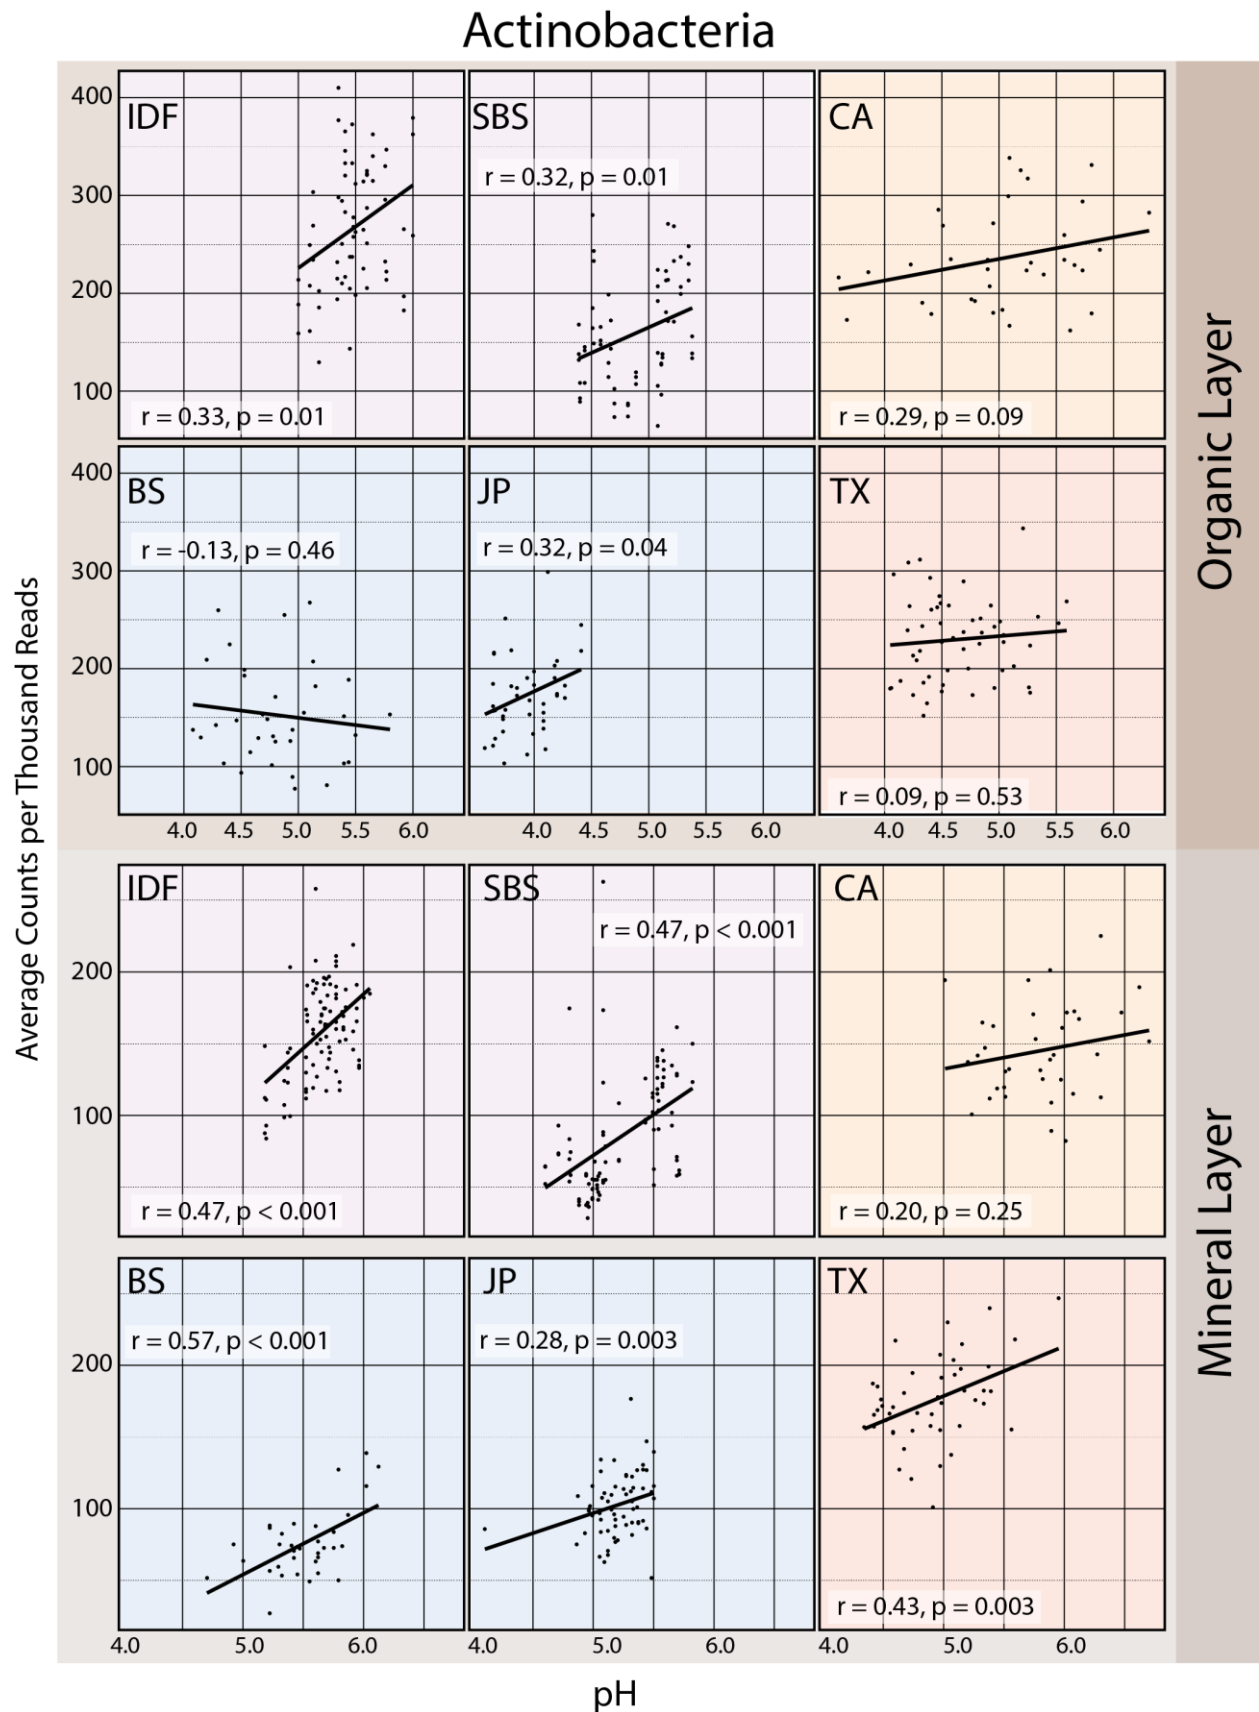 Actinobacteria
Average Counts per Thousand Reads
Organic Layer
400
300
200
100
IDF
r = 0.33, p = 0.01
SBS
r = 0.32, p = 0.01
CA
r = 0.29, p = 0.09
400
300
200
100
BS
r = -0.13, p = 0.46
JP
r = 0.32, p = 0.04
TX
r = 0.09, p = 0.53
4.0 4.5 5.0 5.5 6.0
4.0 4.5 5.0 5.5 6.0
4.0 4.5 5.0 5.5 6.0
Mineral Layer
200
100
IDF
r = 0.47, p < 0.001
SBS
r = 0.47, p < 0.001
CA
r = 0.20, p = 0.25
200
100
BS
r = 0.57, p < 0.001
JP
r = 0.28, p = 0.003
TX
r = 0.43, p = 0.003
4.0 5.0 6.0
4.0 5.0 6.0
4.0 5.0 6.0
pH